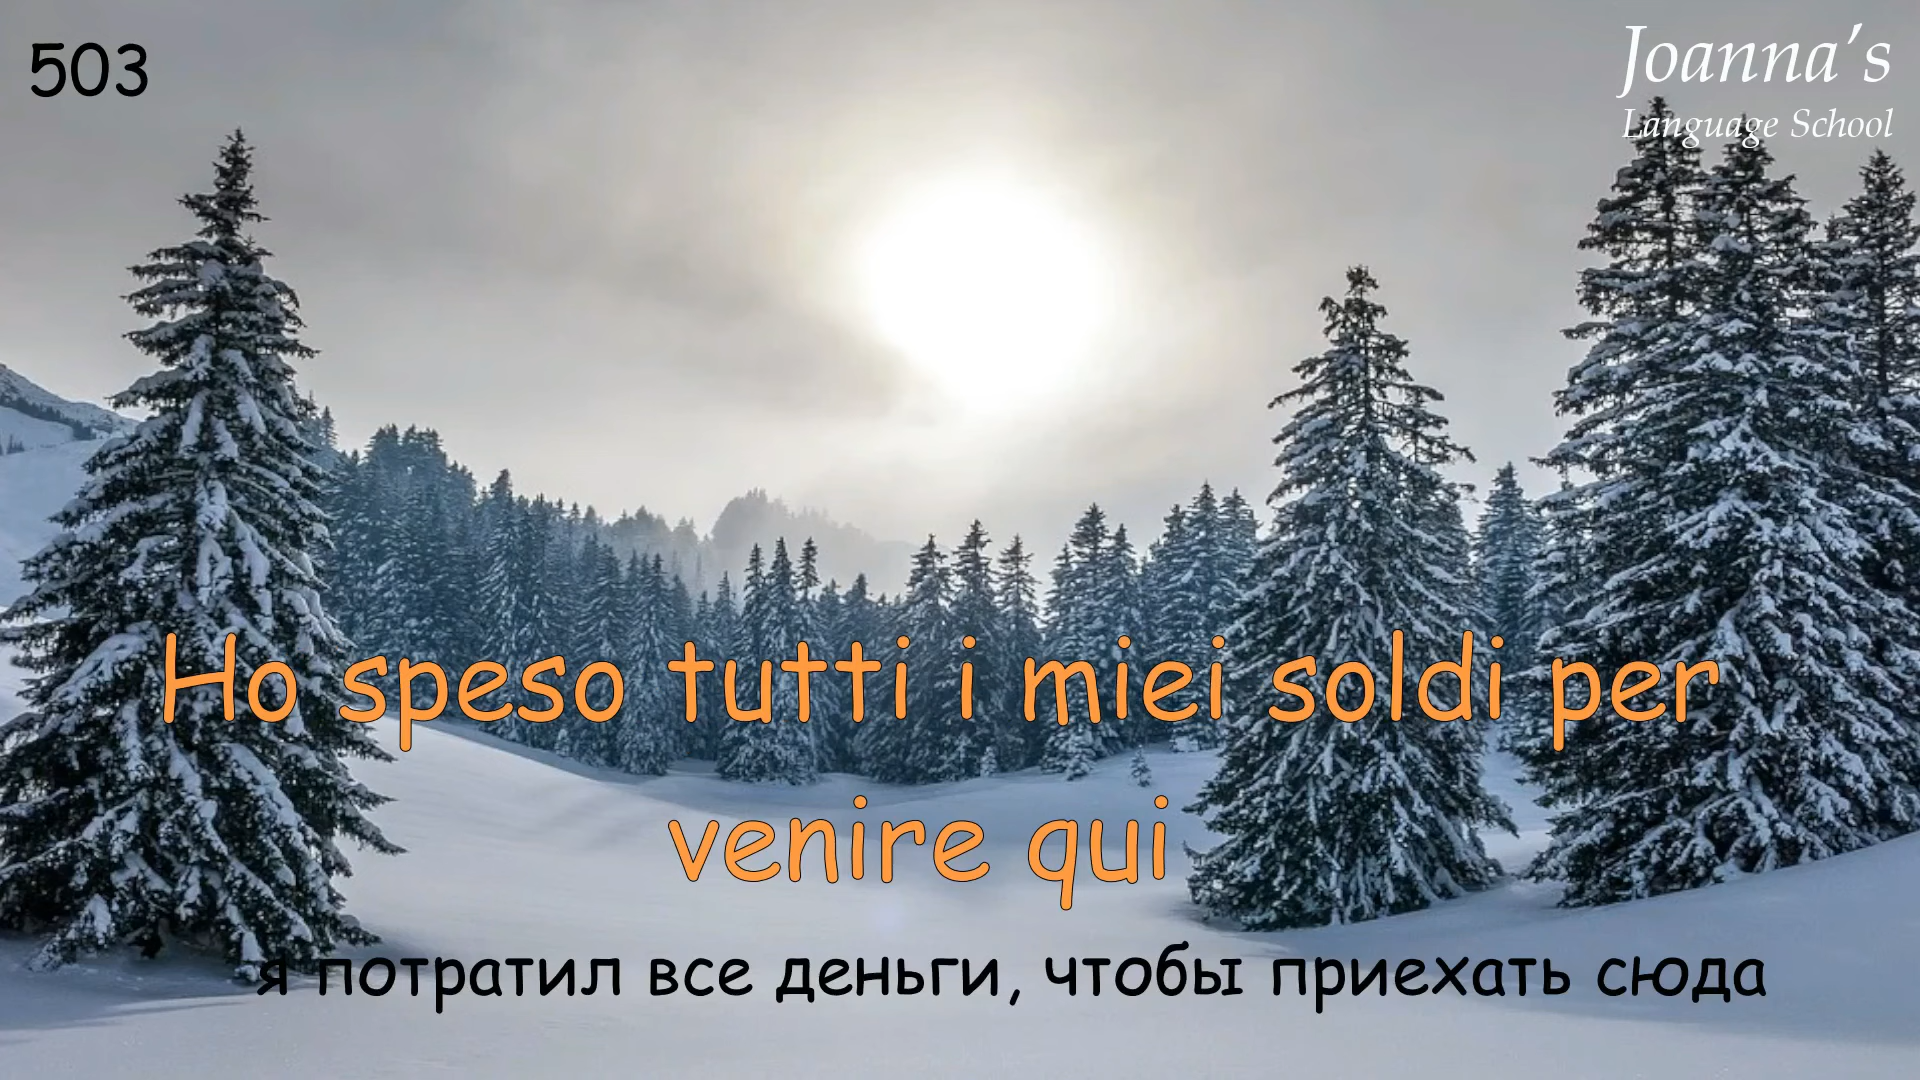 503
Joanna's
Language School
Ho speso tutti i miei soldi per
venire qui
я потратил все деньги, чтобы приехать сюда